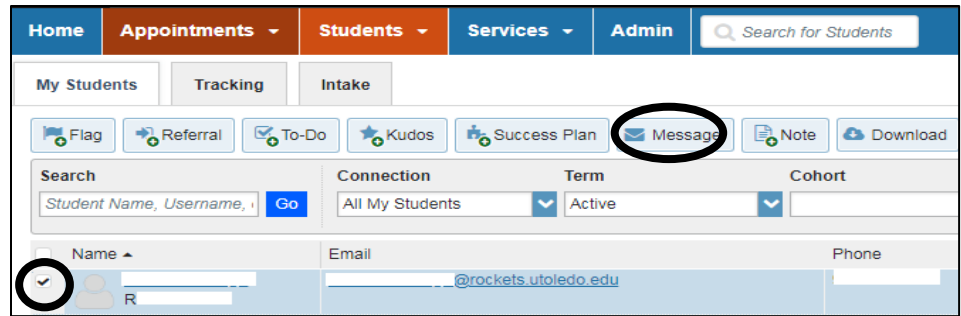 Home Appointments Students Services Admin Search for Students
My Students Tracking Intake
Flag Referral To-Do Kudos Success Plan Message Note Download
Search Connection Term Cohort
Student Name, Username, Go All My Students Active
Name Email Phone
@rockets.utoledo.edu
R